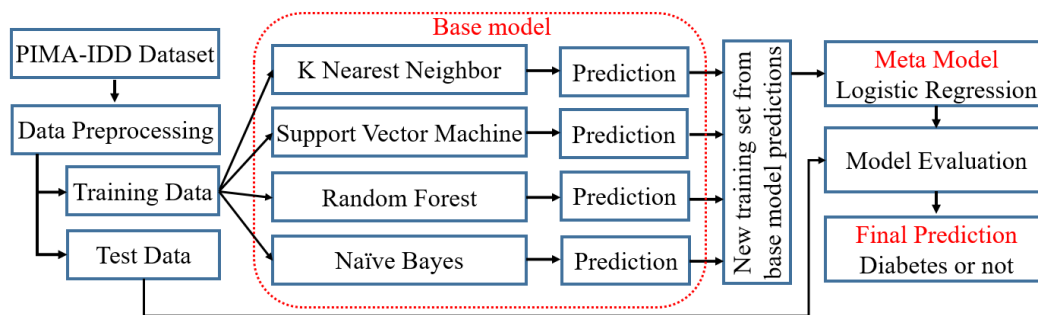 PIMA-IDD Dataset
Data Preprocessing
Training Data
Test Data
Base model
K Nearest Neighbor
Prediction
Support Vector Machine
Prediction
Random Forest
Prediction
Naïve Bayes
Prediction
New training set from
base model predictions
Meta Model
Logistic Regression
Model Evaluation
Final Prediction
Diabetes or not